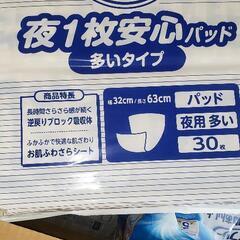 夜1枚安心パッド
多いタイプ
商品特長
長時間さらさら感が続く
逆戻りブロック吸収体
ふかふかで快適な肌ざわり
お肌ふわさらシート
幅32cm/長さ63cm
パッド
夜用 多い
30枚